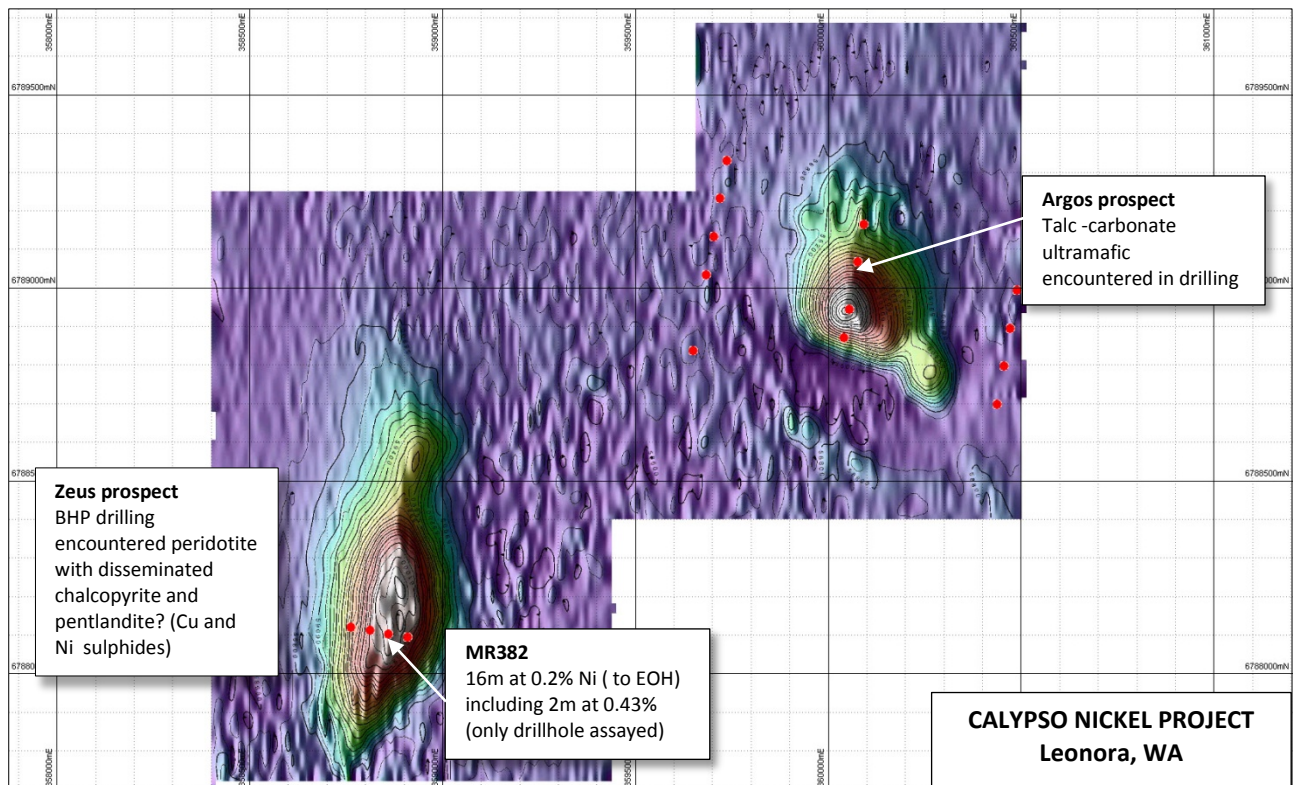 358000mE
358500mE
359000mE
359500mE
360000mE
360500mE
361000mE
6789500mN
6789500mN
Argos prospect
Talc -carbonate
ultramafic
encountered in drilling
6789000mN
Zeus prospect
BHP drilling
encountered peridotite
with disseminated
chalcopyrite and
pentlandite? (Cu and
Ni sulphides)
6788500mN
MR382
16m at 0.2% Ni ( to EOH)
including 2m at 0.43%
(only drillhole assayed)
6788000mN
CALYPSO NICKEL PROJECT
Leonora, WA
358000mE
360000mE